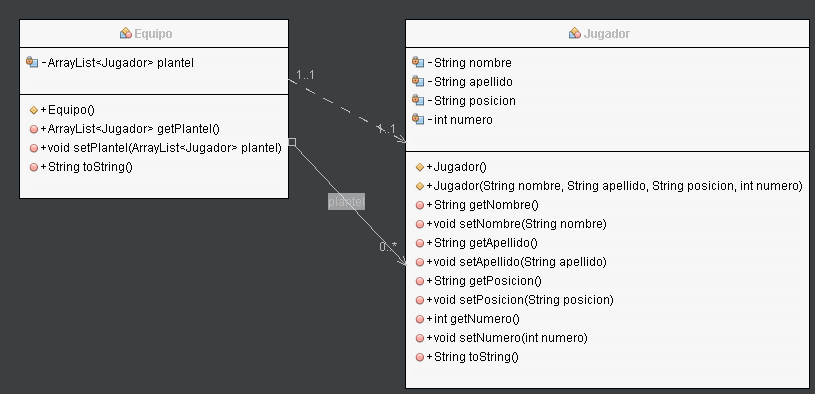 Equipo
-ArrayList<Jugador> plantel
+Equipo()
+ArrayList<Jugador> getPlantel()
+void setPlantel(ArrayList<Jugador> plantel)
+String toString()
1..1
1..1
plantel
0..*
Jugador
-String nombre
-String apellido
-String posicion
-int numero
+Jugador()
+Jugador(String nombre, String apellido, String posicion, int numero)
+String getNombre()
+void setNombre(String nombre)
+String getApellido()
+void setApellido(String apellido)
+String getPosicion()
+void setPosicion(String posicion)
+int getNumero()
+void setNumero(int numero)
+String toString()